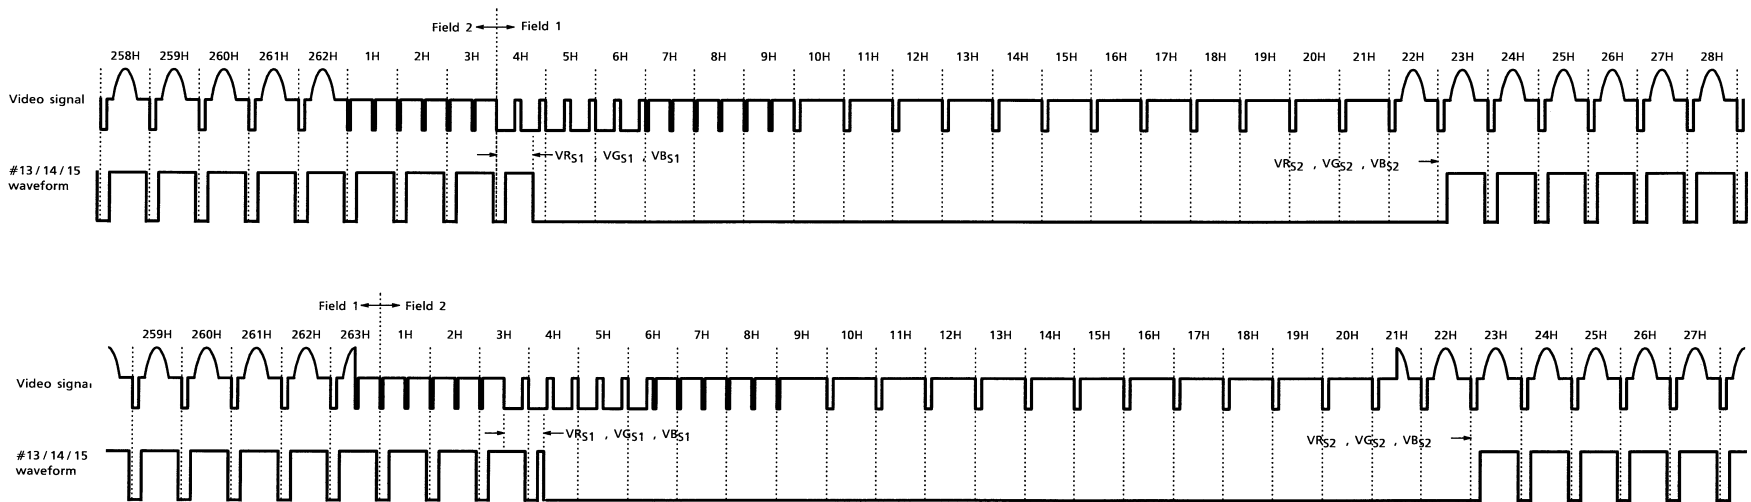 Field 2 Field 1
258H 259H 260H 261H 262H 1H 2H 3H 4H 5H 6H 7H 8H 9H 10H 11H 12H 13H 14H 15H 16H 17H 18H 19H 20H 21H 22H 23H 24H 25H 26H 27H 28H
Video signal
VRS1 , VGS1 , VBS1 VRS2 , VGS2 , VBS2
#13 / 14 / 15
waveform
Field 1 Field 2
259H 260H 261H 262H 263H 1H 2H 3H 4H 5H 6H 7H 8H 9H 10H 11H 12H 13H 14H 15H 16H 17H 18H 19H 20H 21H 22H 23H 24H 25H 26H 27H
Video signal
VRS1 , VGS1 , VBS1 VRS2 , VGS2 , VBS2
#13 / 14 / 15
waveform